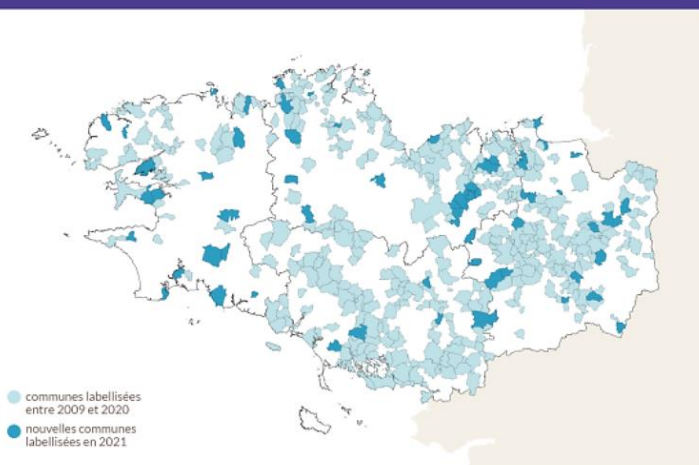 communes labellisées
entre 2009 et 2020
nouvelles communes
labellisées en 2021